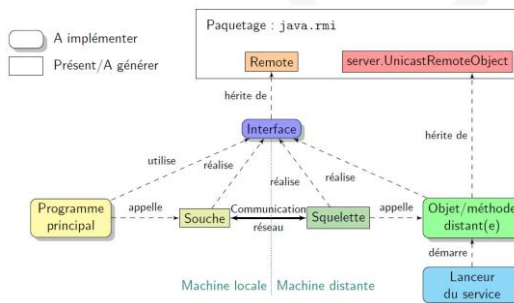 Paquetage : java.rmi
A implémenter
Présent/A générer
Remote
server.UnicastRemoteObject
hérite de
Interface
hérite de
utilise
réalise
réalise
réalise
Programme
principal
appelle
Souche
Communication
réseau
Squelette
appelle
Objet/méthode
distant(e)
démarre
Machine locale
Machine distante
Lanceur
du service